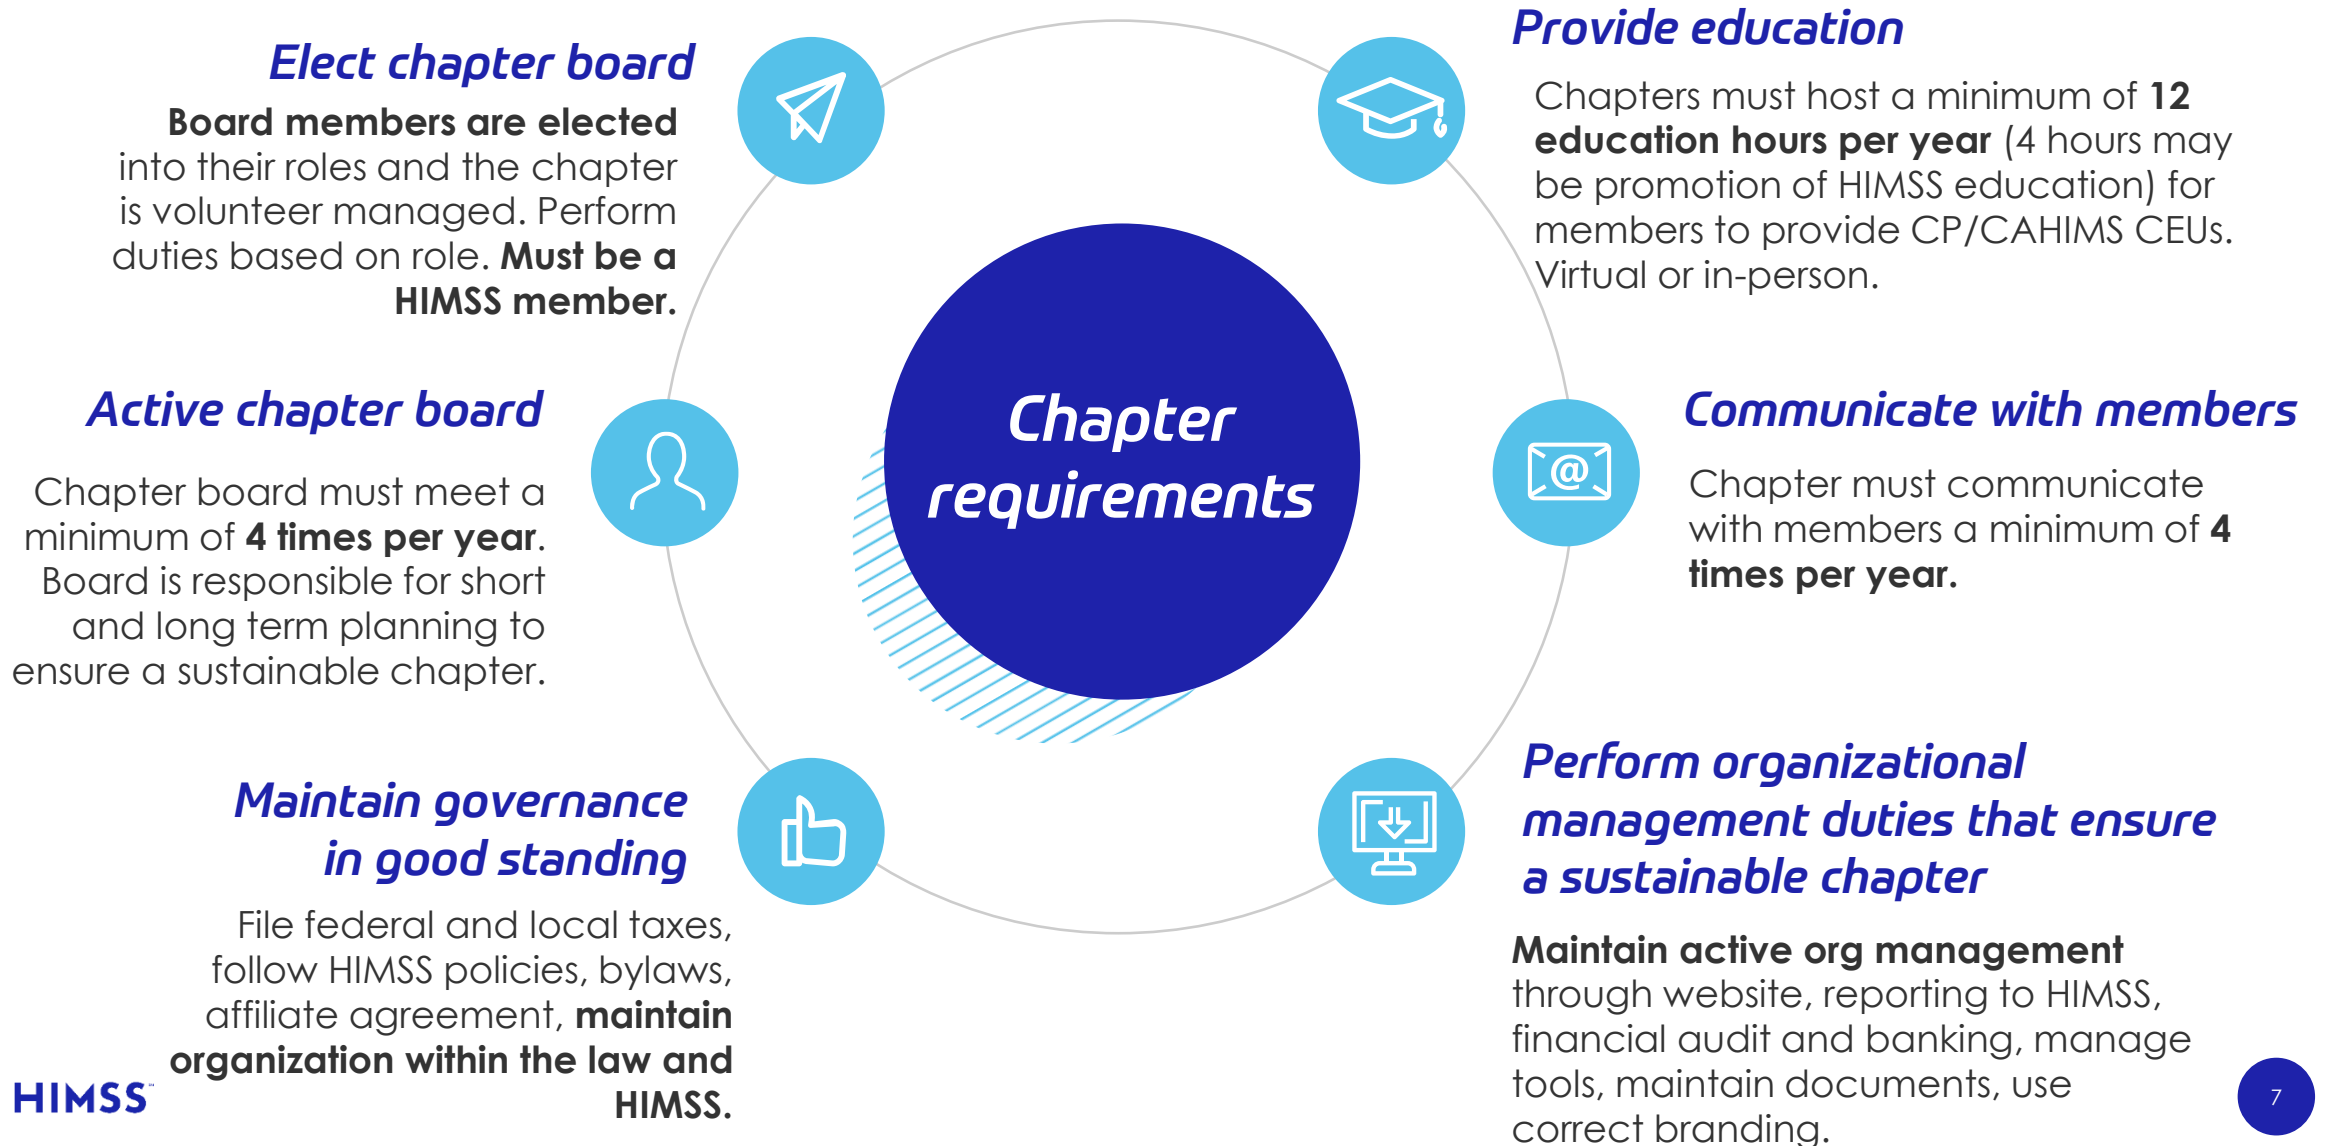 Elect chapter board
Board members are elected
into their roles and the chapter
is volunteer managed. Perform
duties based on role. Must be a
HIMSS member.
Active chapter board
Chapter board must meet a
minimum of 4 times per year.
Board is responsible for short
and long term planning to
ensure a sustainable chapter.
Maintain governance
in good standing
File federal and local taxes,
follow HIMSS policies, bylaws,
affiliate agreement, maintain
organization within the law and
HIMSS.
Chapter
requirements
Provide education
Chapters must host a minimum of 12
education hours per year (4 hours may
be promotion of HIMSS education) for
members to provide CP/CAHIMS CEUs.
Virtual or in-person.
@
Communicate with members
Chapter must communicate
with members a minimum of 4
times per year.
Perform organizational
management duties that ensure
a sustainable chapter
Maintain active org management
through website, reporting to HIMSS,
financial audit and banking, manage
tools, maintain documents, use
correct branding.
HIMSS
7